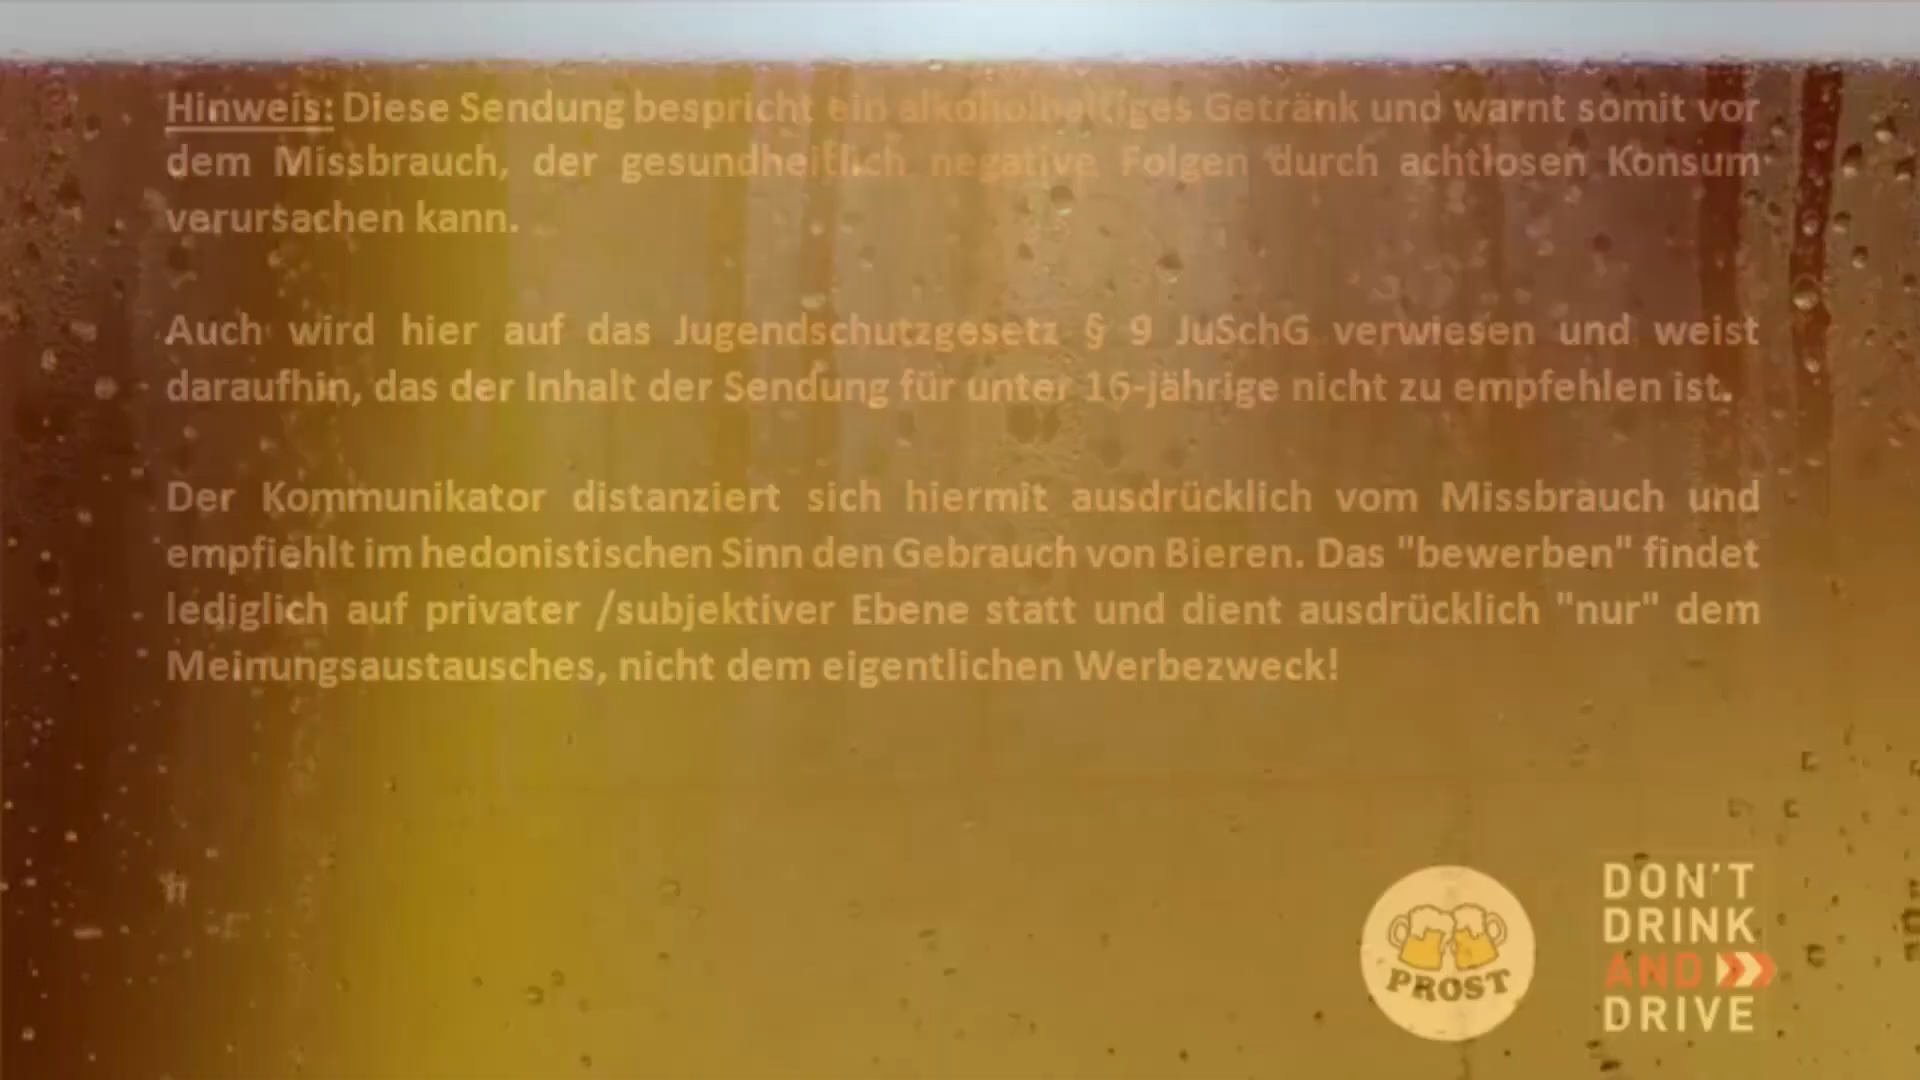 Hinweis: Diese Sendung bespricht ein alkoholhaltiges Getränk und warnt somit vor
dem Missbrauch, der gesundheitlich negative Folgen durch achtlosen Konsum
verursachen kann.
Auch wird hier auf das Jugendschutzgesetz § 9 JuSchG verwiesen und weist
daraufhin, das der Inhalt der Sendung für unter 16-jährige nicht zu empfehlen ist.
Der Kommunikator distanziert sich hiermit ausdrücklich vom Missbrauch und
empfiehlt im hedonistischen Sinn den Gebrauch von Bieren. Das "bewerben" findet
lediglich auf privater /subjektiver Ebene statt und dient ausdrücklich "nur" dem
Meinungsaustausches, nicht dem eigentlichen Werbezweck!
PROST
DON'T
DRINK
AND
DRIVE